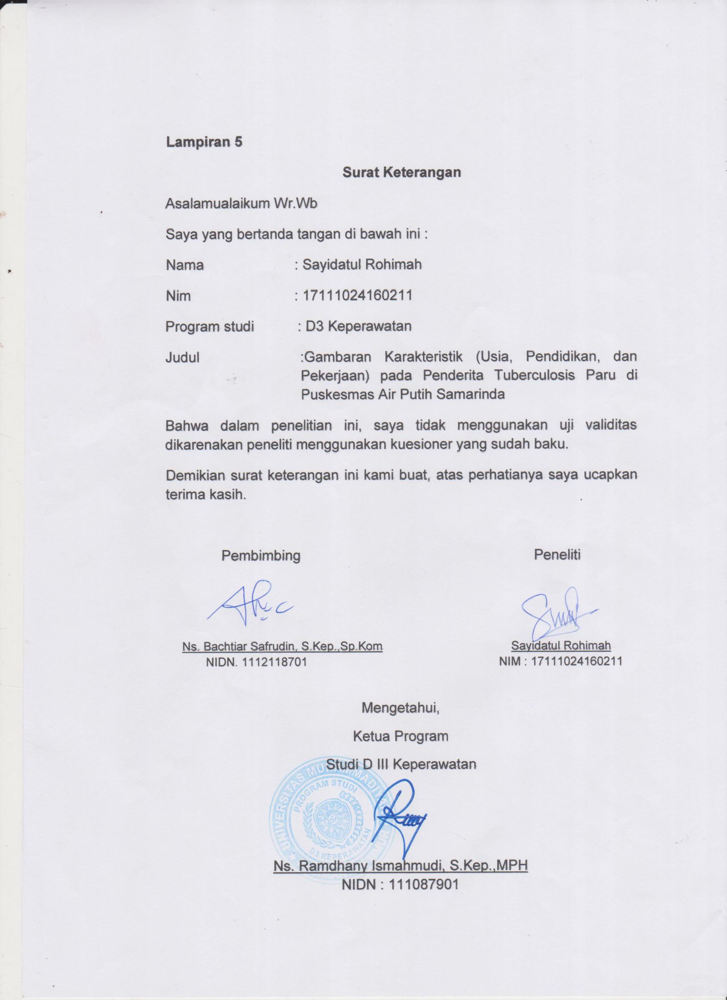 Lampiran 5
Surat Keterangan
Asalamualaikum Wr.Wb
Saya yang bertanda tangan di bawah ini :
Nama : Sayidatul Rohimah
Nim : 17111024160211
Program studi : D3 Keperawatan
Judul :Gambaran Karakteristik (Usia, Pendidikan, dan
Pekerjaan) pada Penderita Tuberculosis Paru di
Puskesmas Air Putih Samarinda
Bahwa dalam penelitian ini, saya tidak menggunakan uji validitas
dikarenakan peneliti menggunakan kuesioner yang sudah baku.
Demikian surat keterangan ini kami buat, atas perhatianya saya ucapkan
terima kasih.
Pembimbing Peneliti
Ns. Bachtiar Safrudin, S.Kep.,Sp.Kom Sayidatul Rohimah
NIDN. 1112118701 NIM : 17111024160211
Mengetahui,
Ketua Program
Studi D III Keperawatan
UNIVERSITAS MUHAMMADIYAH
PROGRAM STUDI
D3 KEPERAWATAN
Ns. Ramdhany Ismahmudi, S.Kep.,MPH
NIDN : 111087901